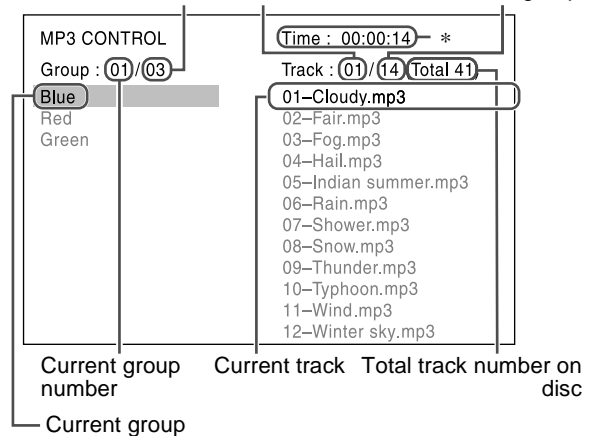 MP3 CONTROL
Time : 00:00:14 *
Group : 01/03
Track : 01/14 Total 41
Blue
Red
Green
01–Cloudy.mp3
02–Fair.mp3
03–Fog.mp3
04–Hail.mp3
05–Indian summer.mp3
06–Rain.mp3
07–Shower.mp3
08–Snow.mp3
09–Thunder.mp3
10–Typhoon.mp3
11–Wind.mp3
12–Winter sky.mp3
Current group number
Current track
Total track number on disc
Current group